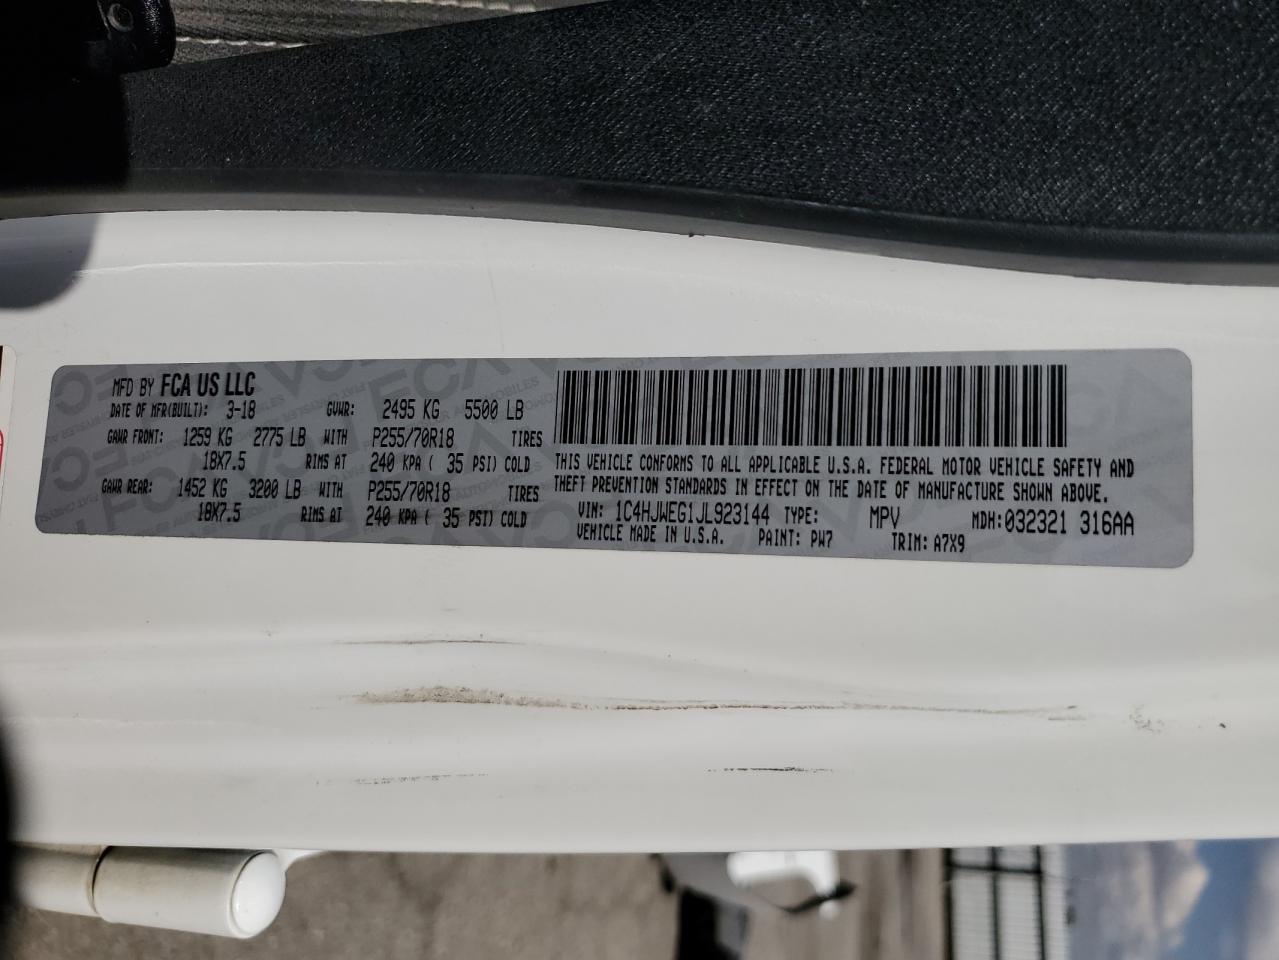 MFD BY FCA US LLC
DATE OF MFR(BUILT): 3-18 GVWR: 2495 KG 5500 LB
GAWR FRONT: 1259 KG 2775 LB WITH P255/70R18 TIRES
18X7.5 RIMS AT 240 KPA ( 35 PSI) COLD
GAWR REAR: 1452 KG 3200 LB WITH P255/70R18 TIRES
18X7.5 RIMS AT 240 KPA ( 35 PSI) COLD
THIS VEHICLE CONFORMS TO ALL APPLICABLE U.S.A. FEDERAL MOTOR VEHICLE SAFETY AND
THEFT PREVENTION STANDARDS IN EFFECT ON THE DATE OF MANUFACTURE SHOWN ABOVE.
VIN: 1C4HJWEG1JL923144 TYPE: MPV MDH:032321 316AA
VEHICLE MADE IN U.S.A. PAINT: PW7 TRIM: A7X9